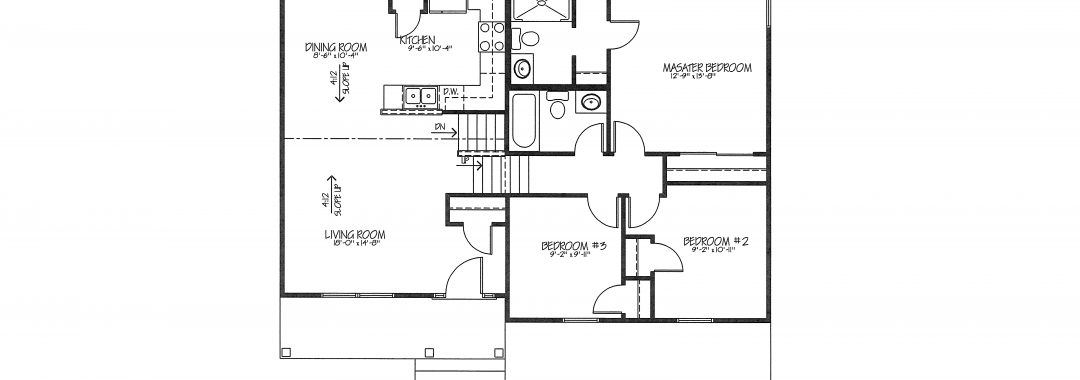 DINING ROOM
8'-6" x 10'-4"
KITCHEN
9'-6" x 10'-4"
4:12
SLOPE UP
D.W.
DN
UP
MASATER BEDROOM
12'-9" x 13'-8"
4:12
SLOPE UP
LIVING ROOM
18'-0" x 14'-8"
BEDROOM #3
9'-2" x 9'-11"
BEDROOM #2
9'-2" x 10'-11"